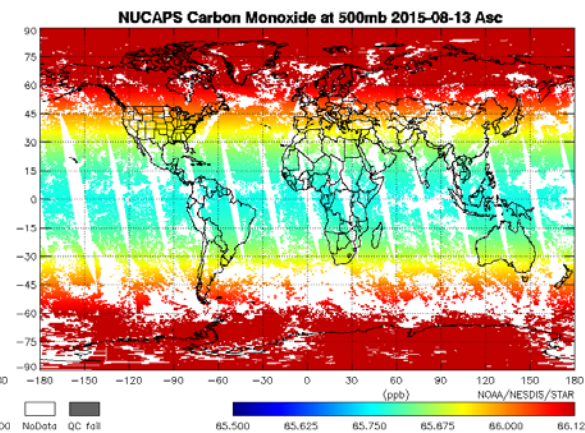 NUCAPS Carbon Monoxide at 500mb 2015-08-13 Asc
90
75
60
45
30
15
0
-15
-30
-45
-60
-75
-90
-180 -150 -120 -90 -60 -30 0 30 60 90 120 150 180
(ppb) NOAA/NESDIS/STAR
NoData QC fail
65.500 65.625 65.750 65.875 66.000 66.12